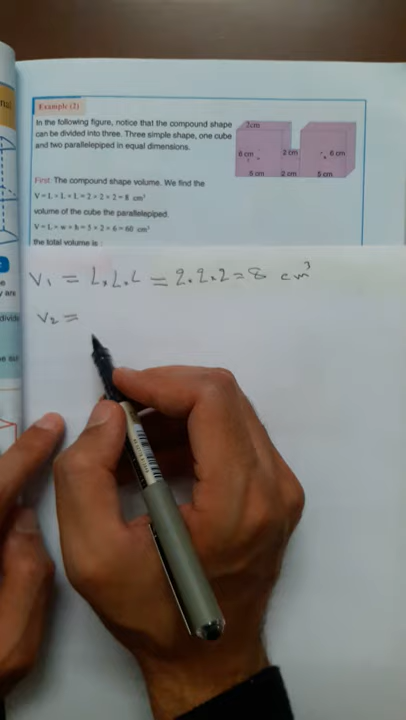 Example (2)
In the following figure, notice that the compound shape
can be divided into three. Three simple shape, one cube
and two parallelepiped in equal dimensions.
2cm
6 cm
2 cm
6 cm
5 cm
2 cm
5 cm
First: The compound shape volume. We find the
V = L × L × L = 2 × 2 × 2 = 8 cm³
volume of the cube the parallelepiped.
V = L × w × h = 5 × 2 × 6 = 60 cm³
the total volume is :
V₁ = L.L.L = 2.2.2 = 8 cm³
V₂ =